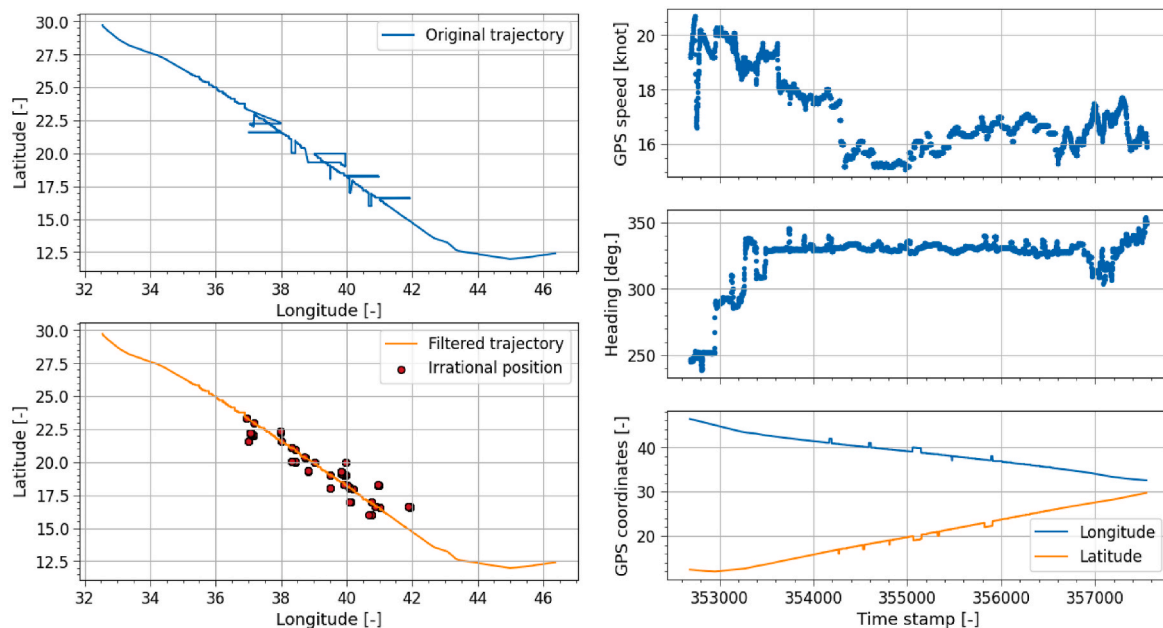 30.0
27.5
25.0
22.5
20.0
17.5
15.0
12.5
Latitude [-]
Original trajectory
32 34 36 38 40 42 44 46
Longitude [-]
30.0
27.5
25.0
22.5
20.0
17.5
15.0
12.5
Latitude [-]
Filtered trajectory
Irrational position
32 34 36 38 40 42 44 46
Longitude [-]
20
18
16
GPS speed [knot]
350
300
250
Heading [deg.]
40
30
20
GPS coordinates
Longitude
Latitude
353000 354000 355000 356000 357000
Time stamp [-]